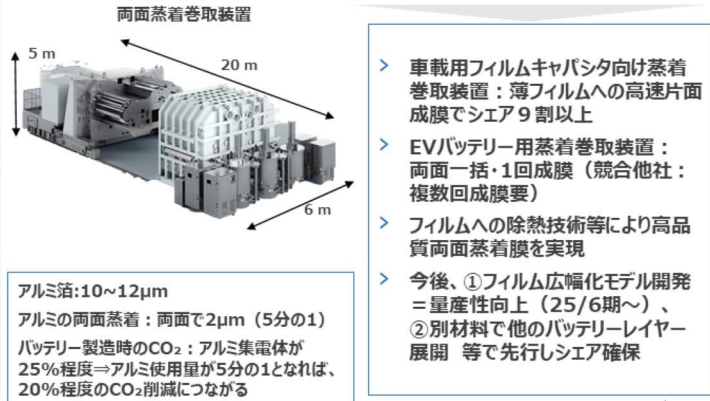 両面蒸着巻取装置
5 m
20 m
6 m
アルミ箔:10~12μm
アルミの両面蒸着：両面で2μm（5分の1）
バッテリー製造時のCO₂：アルミ集電体が
25%程度⇒アルミ使用量が5分の1となれば、
20%程度のCO₂削減につながる
> 車載用フィルムキャパシタ向け蒸着
巻取装置：薄フィルムへの高速片面
成膜でシェア９割以上
> EVバッテリー用蒸着巻取装置：
両面一括・1回成膜（競合他社：
複数回成膜要）
> フィルムへの除熱技術等により高品
質両面蒸着膜を実現
> 今後、①フィルム広幅化モデル開発
＝量産性向上（25/6期～）、
②別材料で他のバッテリーレイヤー
展開 等で先行しシェア確保